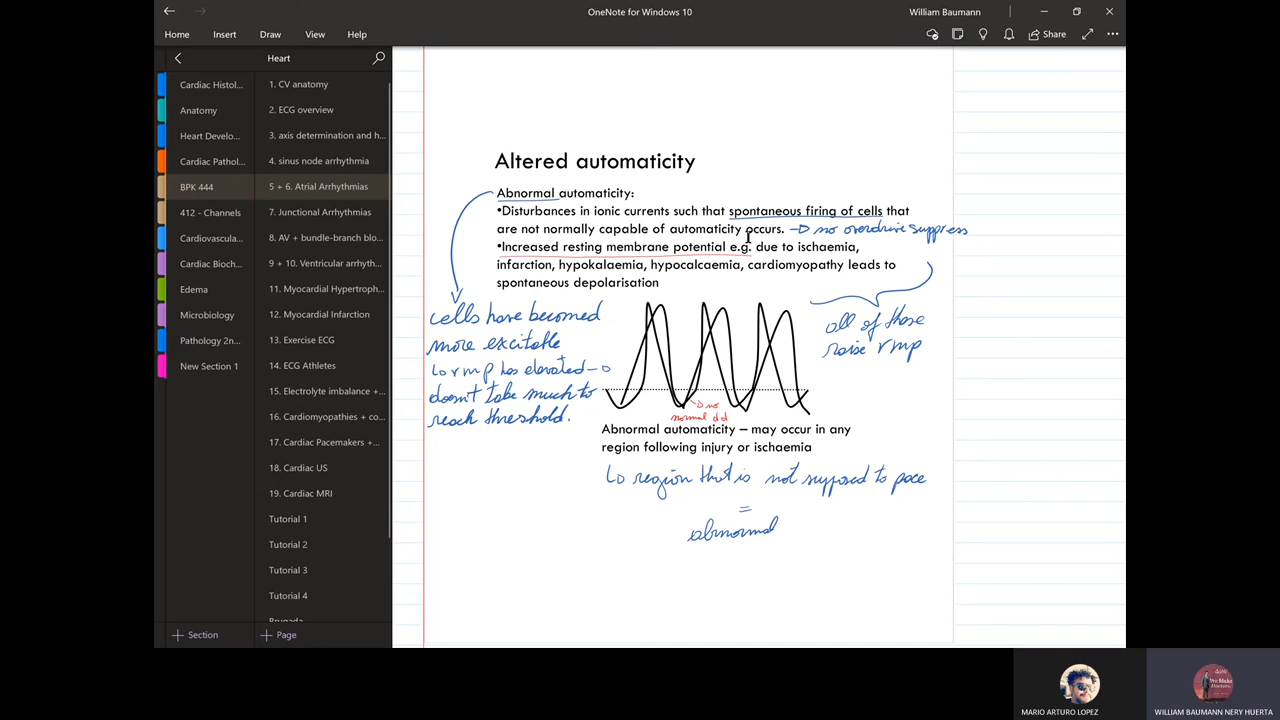 OneNote for Windows 10
William Baumann
Home Insert Draw View Help
Share
Heart
Cardiac Histol...
Anatomy
Heart Develo...
Cardiac Pathol...
BPK 444
412 - Channels
Cardiovascula...
Cardiac Bioch...
Edema
Microbiology
Pathology 2n...
New Section 1
Section
1. CV anatomy
2. ECG overview
3. axis determination and h...
4. sinus node arrhythmia
5 + 6. Atrial Arrhythmias
7. Junctional Arrhythmias
8. AV + bundle-branch blo...
9 + 10. Ventricular arrhyth...
11. Myocardial Hypertroph...
12. Myocardial Infarction
13. Exercise ECG
14. ECG Athletes
15. Electrolyte imbalance +...
16. Cardiomyopathies + co...
17. Cardiac Pacemakers +...
18. Cardiac US
19. Cardiac MRI
Tutorial 1
Tutorial 2
Tutorial 3
Tutorial 4
Brugada
Page
Altered automaticity
Abnormal automaticity:
•Disturbances in ionic currents such that spontaneous firing of cells that
are not normally capable of automaticity occurs. no overdrive suppress
•Increased resting membrane potential e.g. due to ischaemia,
infarction, hypokalaemia, hypocalcaemia, cardiomyopathy leads to
spontaneous depolarisation
cells have becomed
more excitable
rmp has elevated
doesn't take much to
reach threshold.
no
normal dd
all of those
raise rmp
Abnormal automaticity – may occur in any
region following injury or ischaemia
region that is not supposed to pace
=
abnormal
MARIO ARTURO LOPEZ
WILLIAM BAUMANN NERY HUERTA